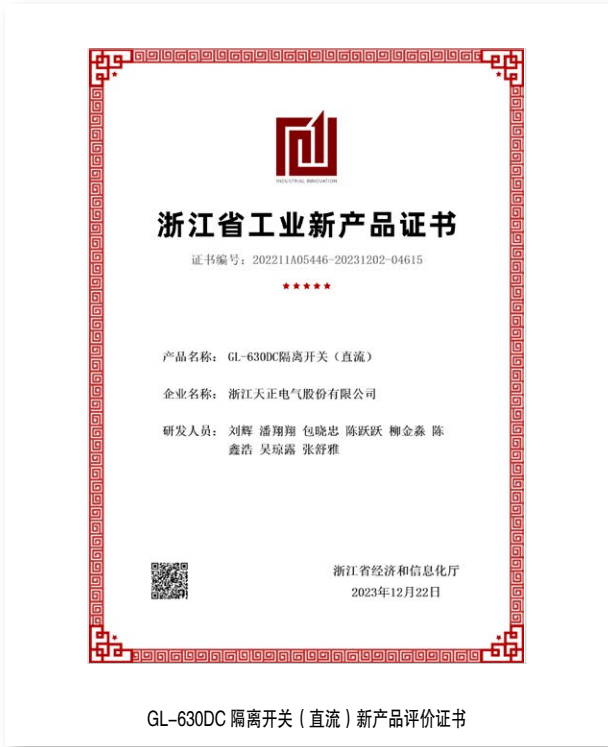 INDUSTRIAL INNOVATION
浙江省工业新产品证书
证书编号：202211A05446-20231202-04615
产品名称： GL-630DC隔离开关（直流）
企业名称： 浙江天正电气股份有限公司
研发人员： 刘辉 潘翔翔 包晓忠 陈跃跃 柳金淼 陈
鑫浩 吴琼露 张舒雅
浙江省经济和信息化厅
2023年12月22日
GL-630DC 隔离开关（直流）新产品评价证书